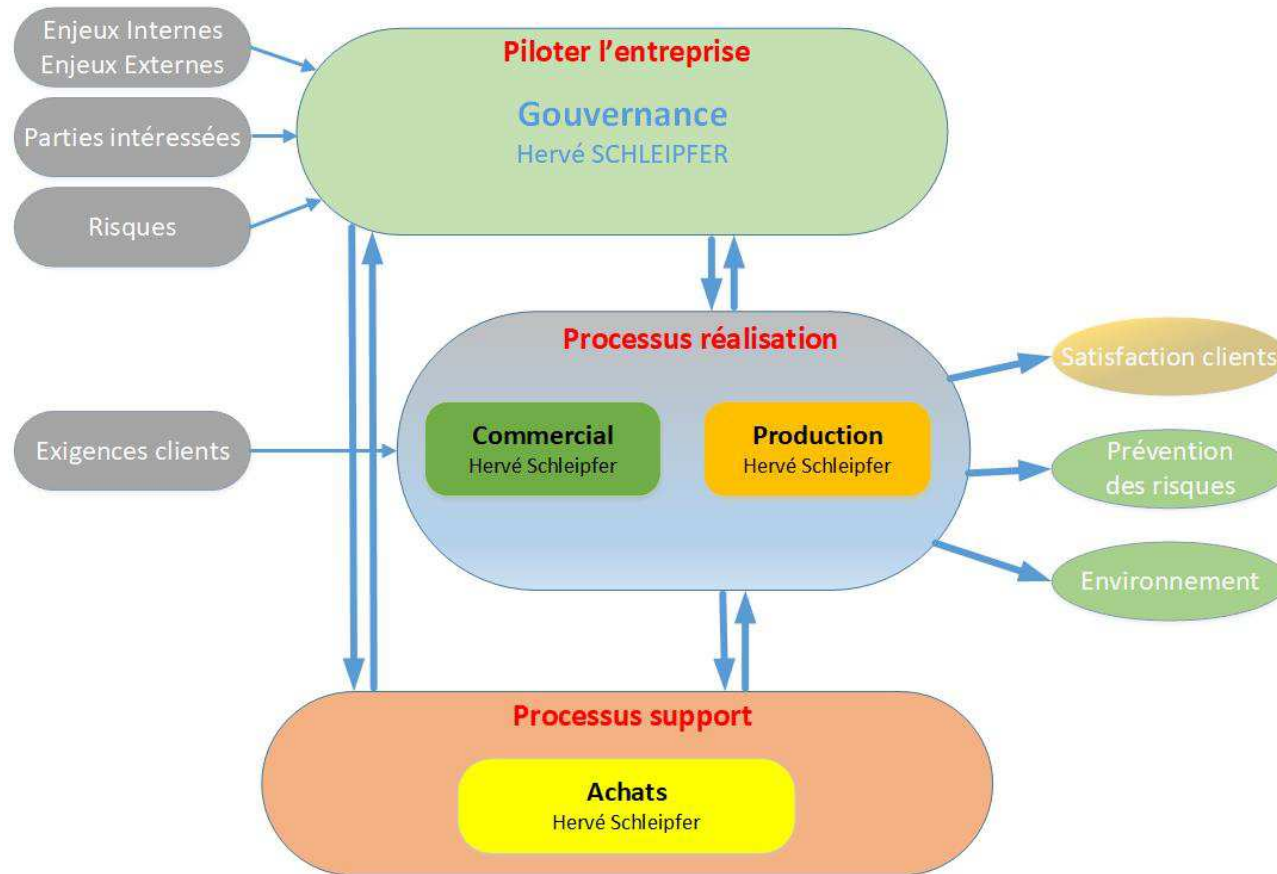 Enjeux Internes
Enjeux Externes
Parties intéressées
Risques
Piloter l’entreprise
Gouvernance
Hervé SCHLEIPFER
Exigences clients
Processus réalisation
Commercial
Hervé Schleipfer
Production
Hervé Schleipfer
Satisfaction clients
Prévention
des risques
Environnement
Processus support
Achats
Hervé Schleipfer